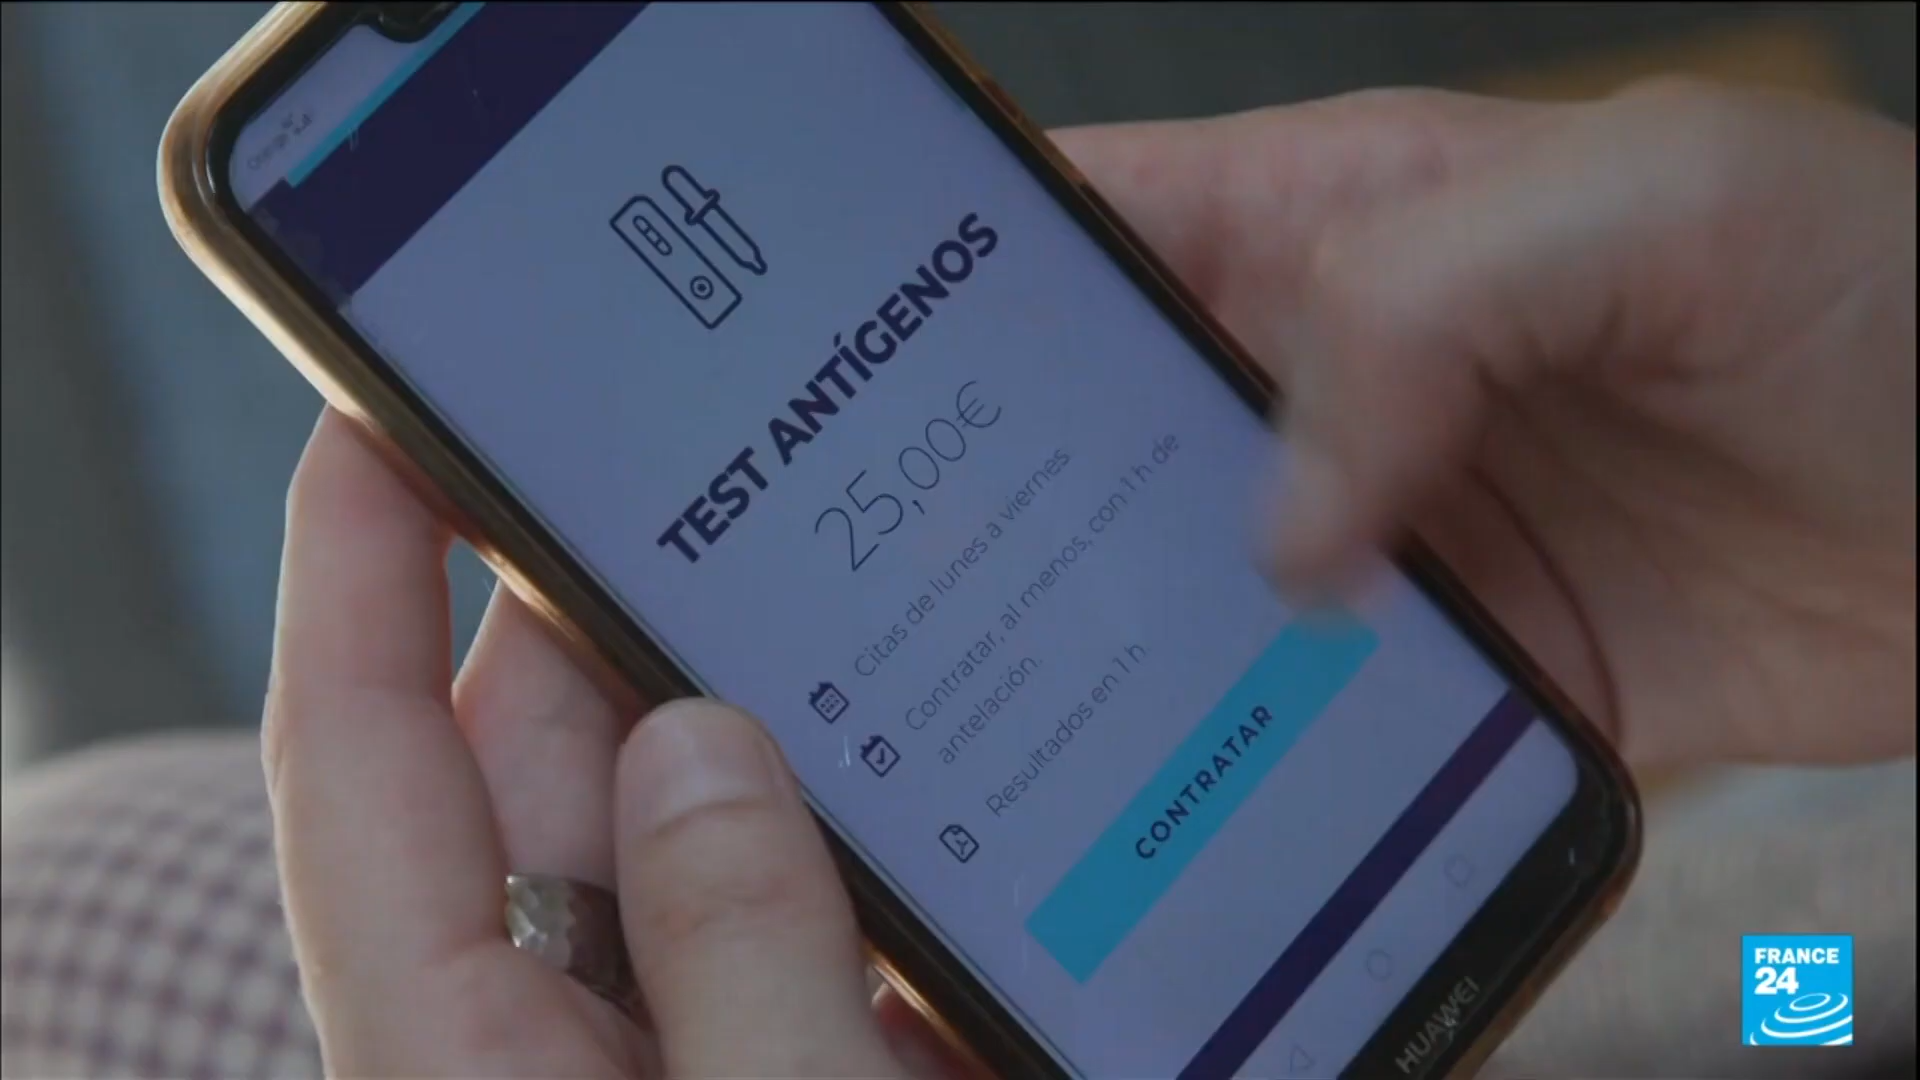 TEST ANTÍGENOS
25,00€
Citas de lunes a viernes
Contratar, al menos, con 1 h de
antelación.
Resultados en 1 h.
CONTRATAR
HUAWEI
FRANCE
24